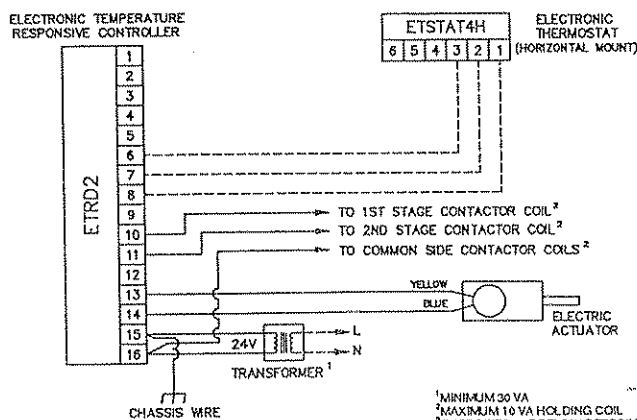 ELECTRONIC TEMPERATURE
RESPONSIVE CONTROLLER
ETRD2
1
2
3
4
5
6
7
8
9
10
11
12
13
14
15
16
ETSTAT4H
6 5 4 3 2 1
ELECTRONIC
THERMOSTAT
(HORIZONTAL MOUNT)
TO 1ST STAGE CONTACTOR COIL²
TO 2ND STAGE CONTACTOR COIL²
TO COMMON SIDE CONTACTOR COILS²
YELLOW
BLUE
ELECTRIC
ACTUATOR
24V
L
N
TRANSFORMER¹
CHASSIS WIRE
¹MINIMUM 30 VA
²MAXIMUM 10 VA HOLDING COIL